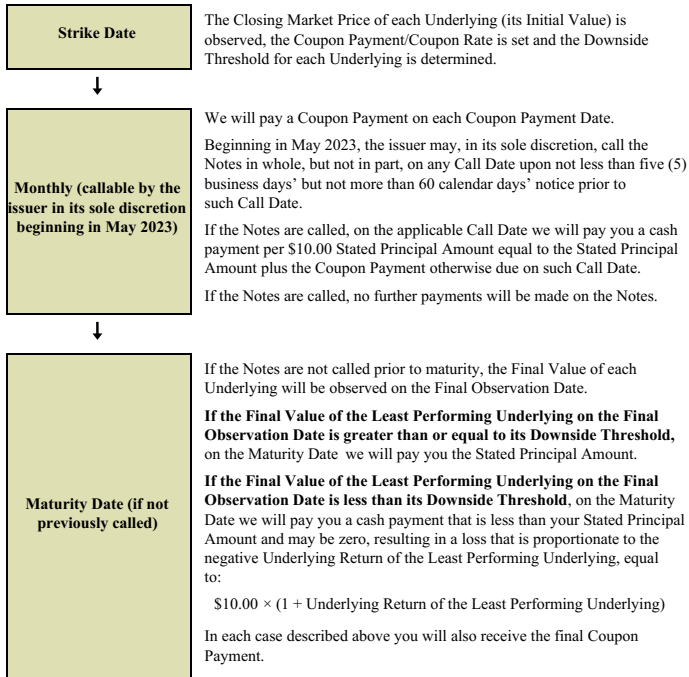 Strike Date
The Closing Market Price of each Underlying (its Initial Value) is
observed, the Coupon Payment/Coupon Rate is set and the Downside
Threshold for each Underlying is determined.
Monthly (callable by the
issuer in its sole discretion
beginning in May 2023)
We will pay a Coupon Payment on each Coupon Payment Date.
Beginning in May 2023, the issuer may, in its sole discretion, call the
Notes in whole, but not in part, on any Call Date upon not less than five (5)
business days’ but not more than 60 calendar days’ notice prior to
such Call Date.
If the Notes are called, on the applicable Call Date we will pay you a cash
payment per $10.00 Stated Principal Amount equal to the Stated Principal
Amount plus the Coupon Payment otherwise due on such Call Date.
If the Notes are called, no further payments will be made on the Notes.
Maturity Date (if not
previously called)
If the Notes are not called prior to maturity, the Final Value of each
Underlying will be observed on the Final Observation Date.
If the Final Value of the Least Performing Underlying on the Final
Observation Date is greater than or equal to its Downside Threshold,
on the Maturity Date we will pay you the Stated Principal Amount.
If the Final Value of the Least Performing Underlying on the Final
Observation Date is less than its Downside Threshold, on the Maturity
Date we will pay you a cash payment that is less than your Stated Principal
Amount and may be zero, resulting in a loss that is proportionate to the
negative Underlying Return of the Least Performing Underlying, equal
to:
$10.00 × (1 + Underlying Return of the Least Performing Underlying)
In each case described above you will also receive the final Coupon
Payment.